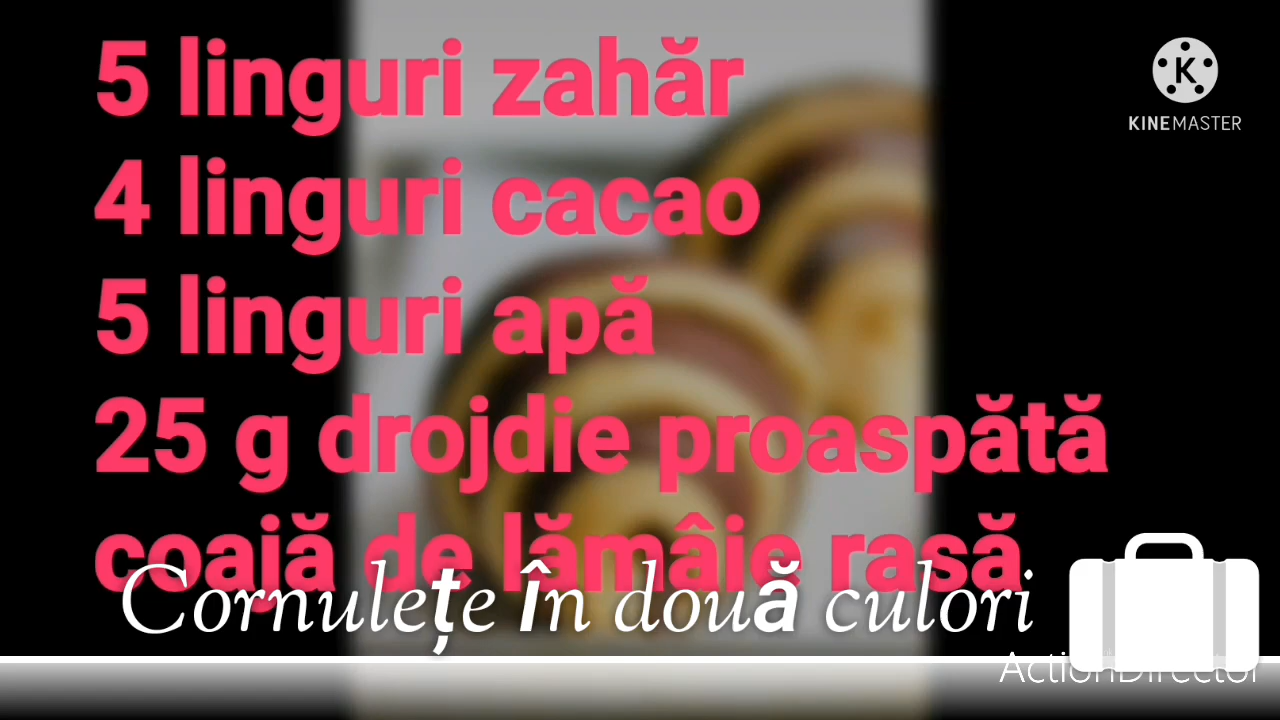 5 linguri zahăr
KINEMASTER
4 linguri cacao
5 linguri apă
25 g drojdie proaspătă
coajă de lămâie rasă
Cornulețe în două culori
ActionDirector